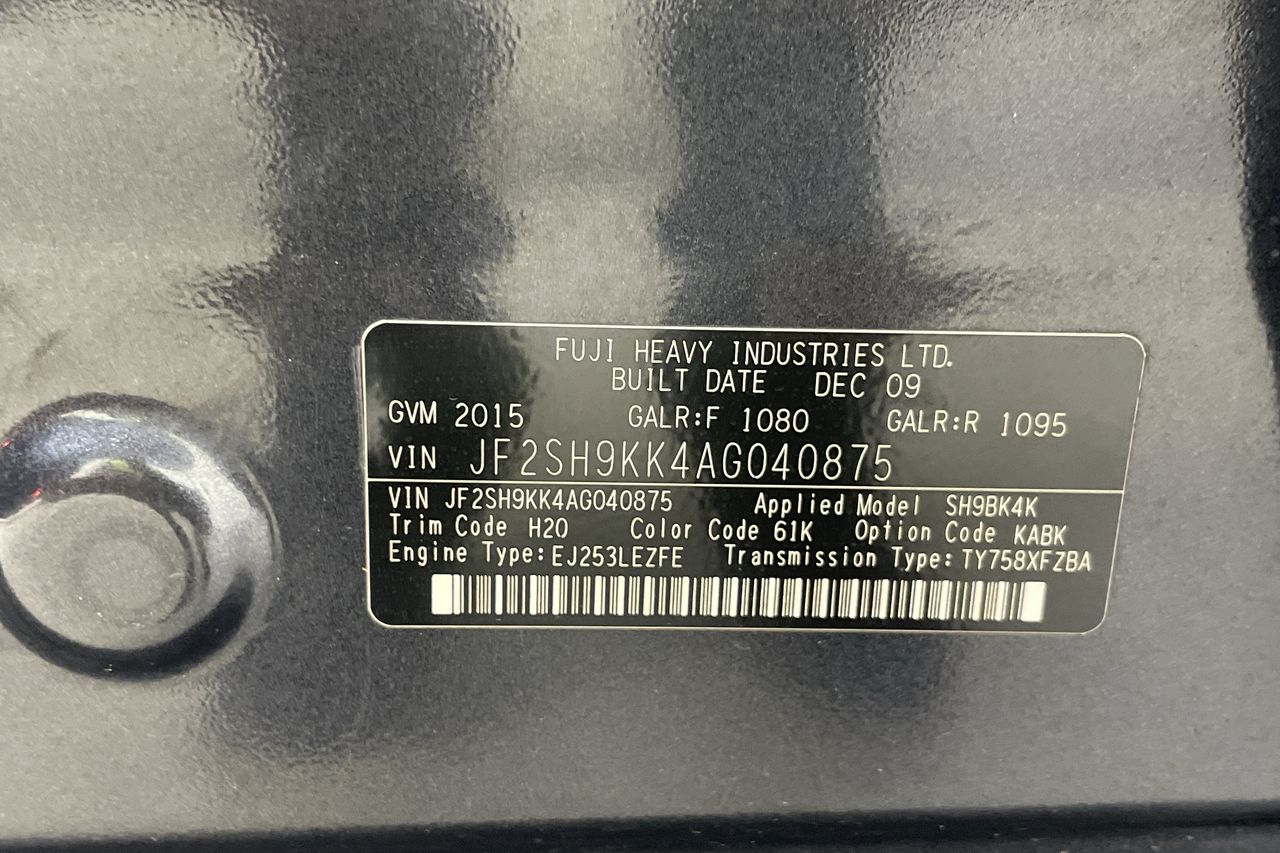 FUJI HEAVY INDUSTRIES LTD.
BUILT DATE DEC 09
GVM 2015 GALR:F 1080 GALR:R 1095
VIN JF2SH9KK4AG040875
VIN JF2SH9KK4AG040875 Applied Model SH9BK4K
Trim Code H20 Color Code 61K Option Code KABK
Engine Type:EJ253LEZFE Transmission Type:TY758XFZBA